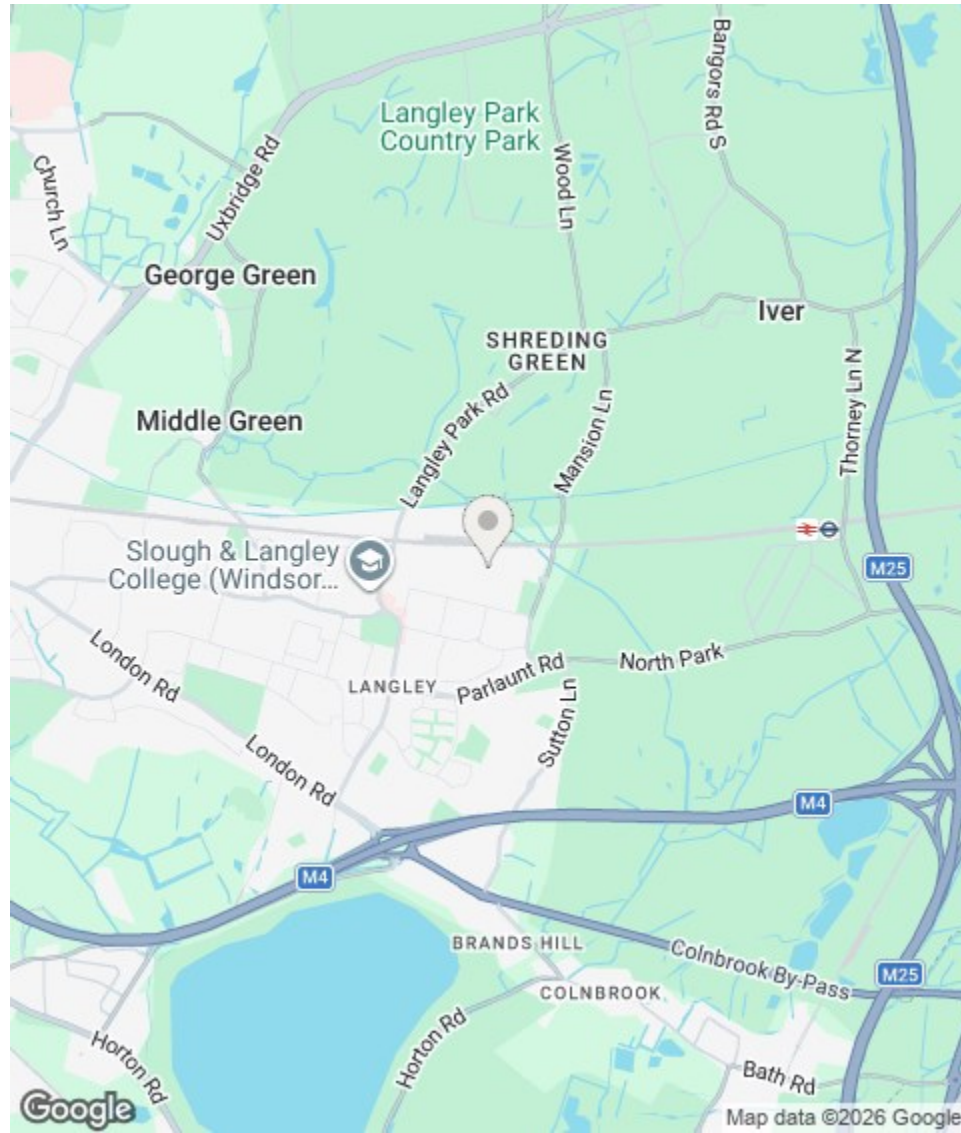 Langley Park
Country Park
Bangors Rd S
Wood Ln
Uxbridge Rd
Church Ln
George Green
Iver
SHREDING
GREEN
Langley Park Rd
Mansion Ln
Thorney Ln N
Middle Green
Slough & Langley
College (Windsor...
M25
London Rd
North Park
Parlaunt Rd
LANGLEY
Sutton Ln
London Rd
M4
M4
BRANDS HILL
Colnbrook By-Pass
M25
COLNBROOK
Horton Rd
Horton Rd
Bath Rd
Google
Map data ©2026 Google